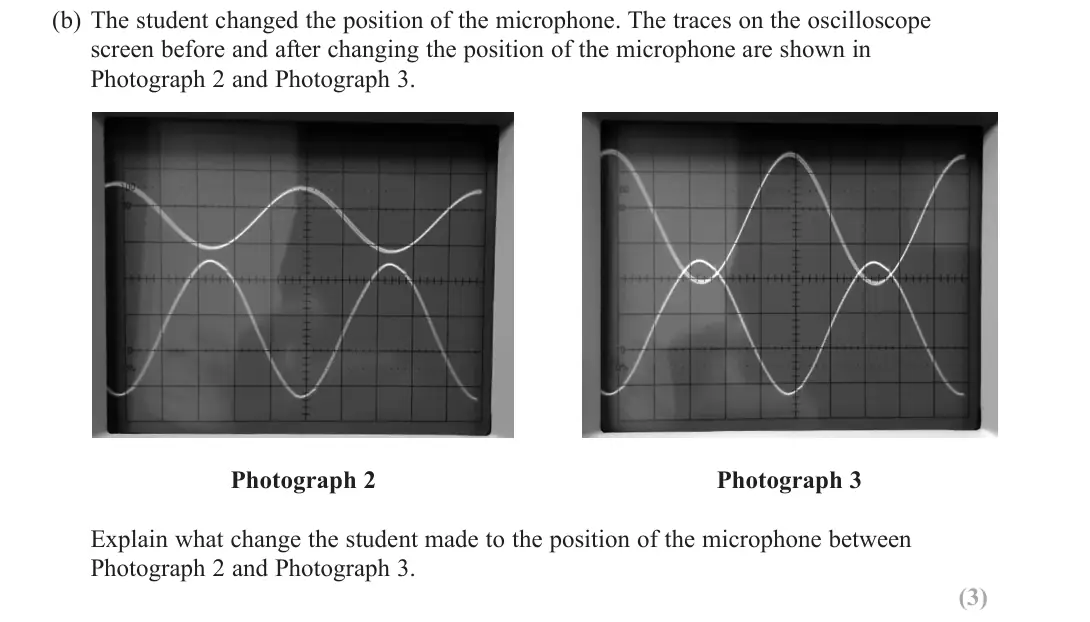 (b) The student changed the position of the microphone. The traces on the oscilloscope
screen before and after changing the position of the microphone are shown in
Photograph 2 and Photograph 3.
Photograph 2
Photograph 3
Explain what change the student made to the position of the microphone between
Photograph 2 and Photograph 3.
(3)